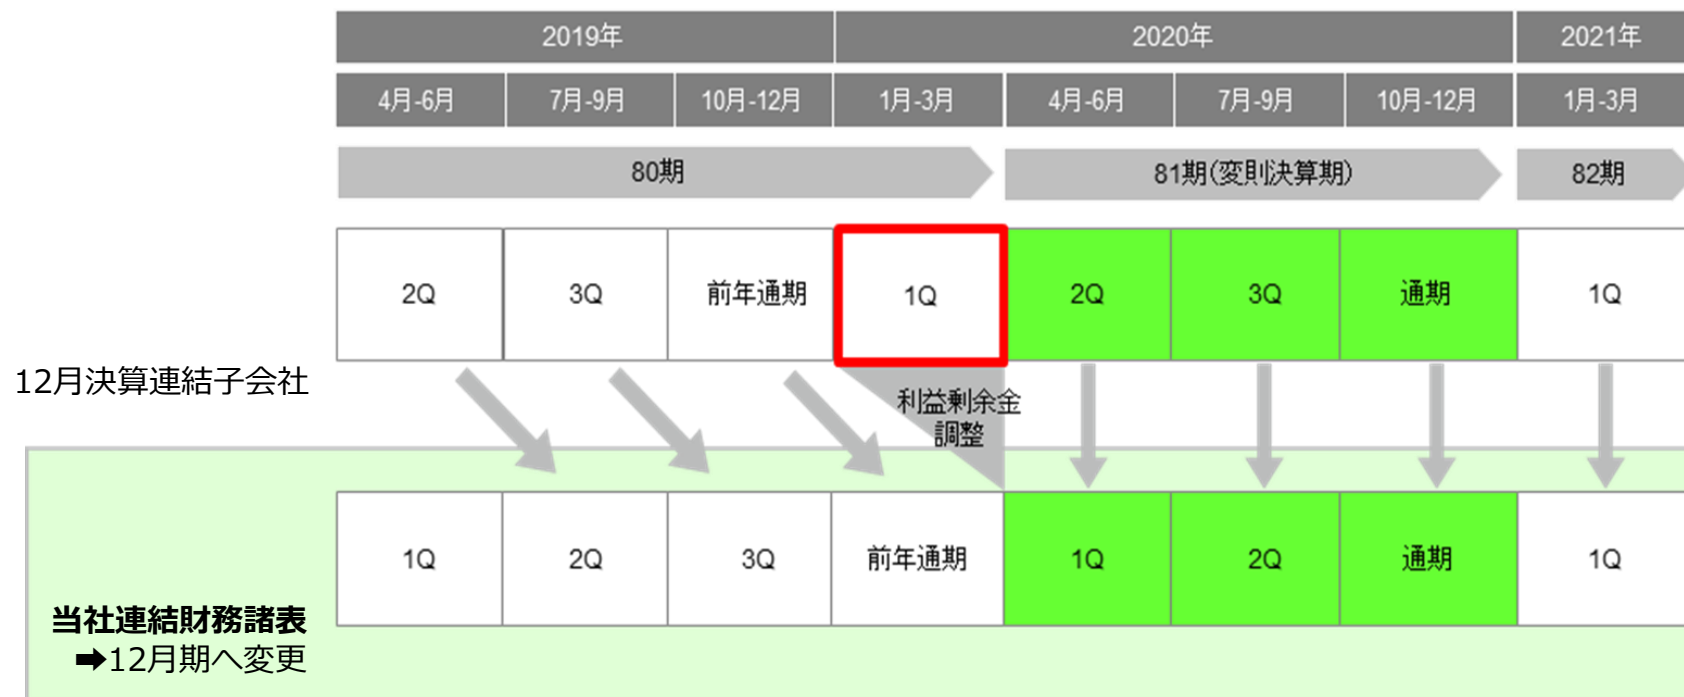 2019年 2020年 2021年
4月-6月 7月-9月 10月-12月 1月-3月 4月-6月 7月-9月 10月-12月 1月-3月
80期 81期(変則決算期) 82期
2Q 3Q 前年通期 1Q 2Q 3Q 通期 1Q
12月決算連結子会社
利益剰余金
調整
1Q 2Q 3Q 前年通期 1Q 2Q 通期 1Q
当社連結財務諸表
➡12月期へ変更